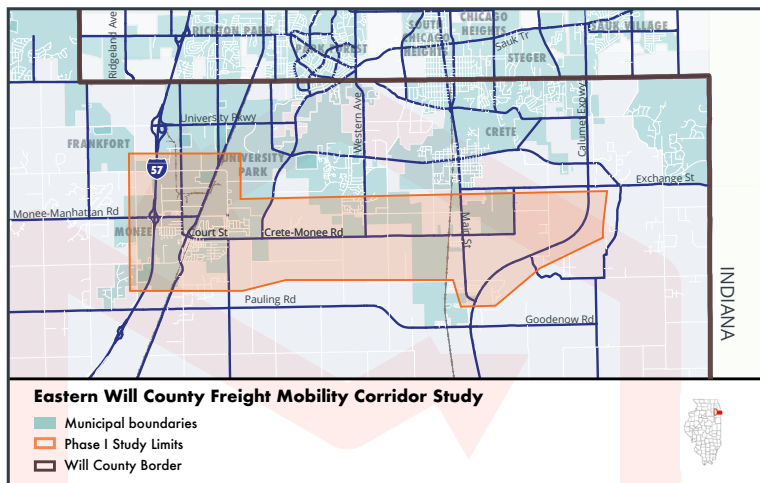 RICHTON PARK
PARK FOREST
SOUTH
CHICAGO
HEIGHTS
CHICAGO
HEIGHTS
SAUK VILLAGE
Ridgeland Ave
Sauk Tr
STEGER
University Pkwy
Western Ave
Calumet Expwy
FRANKFORT
CRETE
UNIVERSITY
PARK
57
Exchange St
Monee-Manhattan Rd
MONEE
Court St
Crete-Monee Rd
Main St
Pauling Rd
Goodenow Rd
INDIANA
Eastern Will County Freight Mobility Corridor Study
Municipal boundaries
Phase I Study Limits
Will County Border